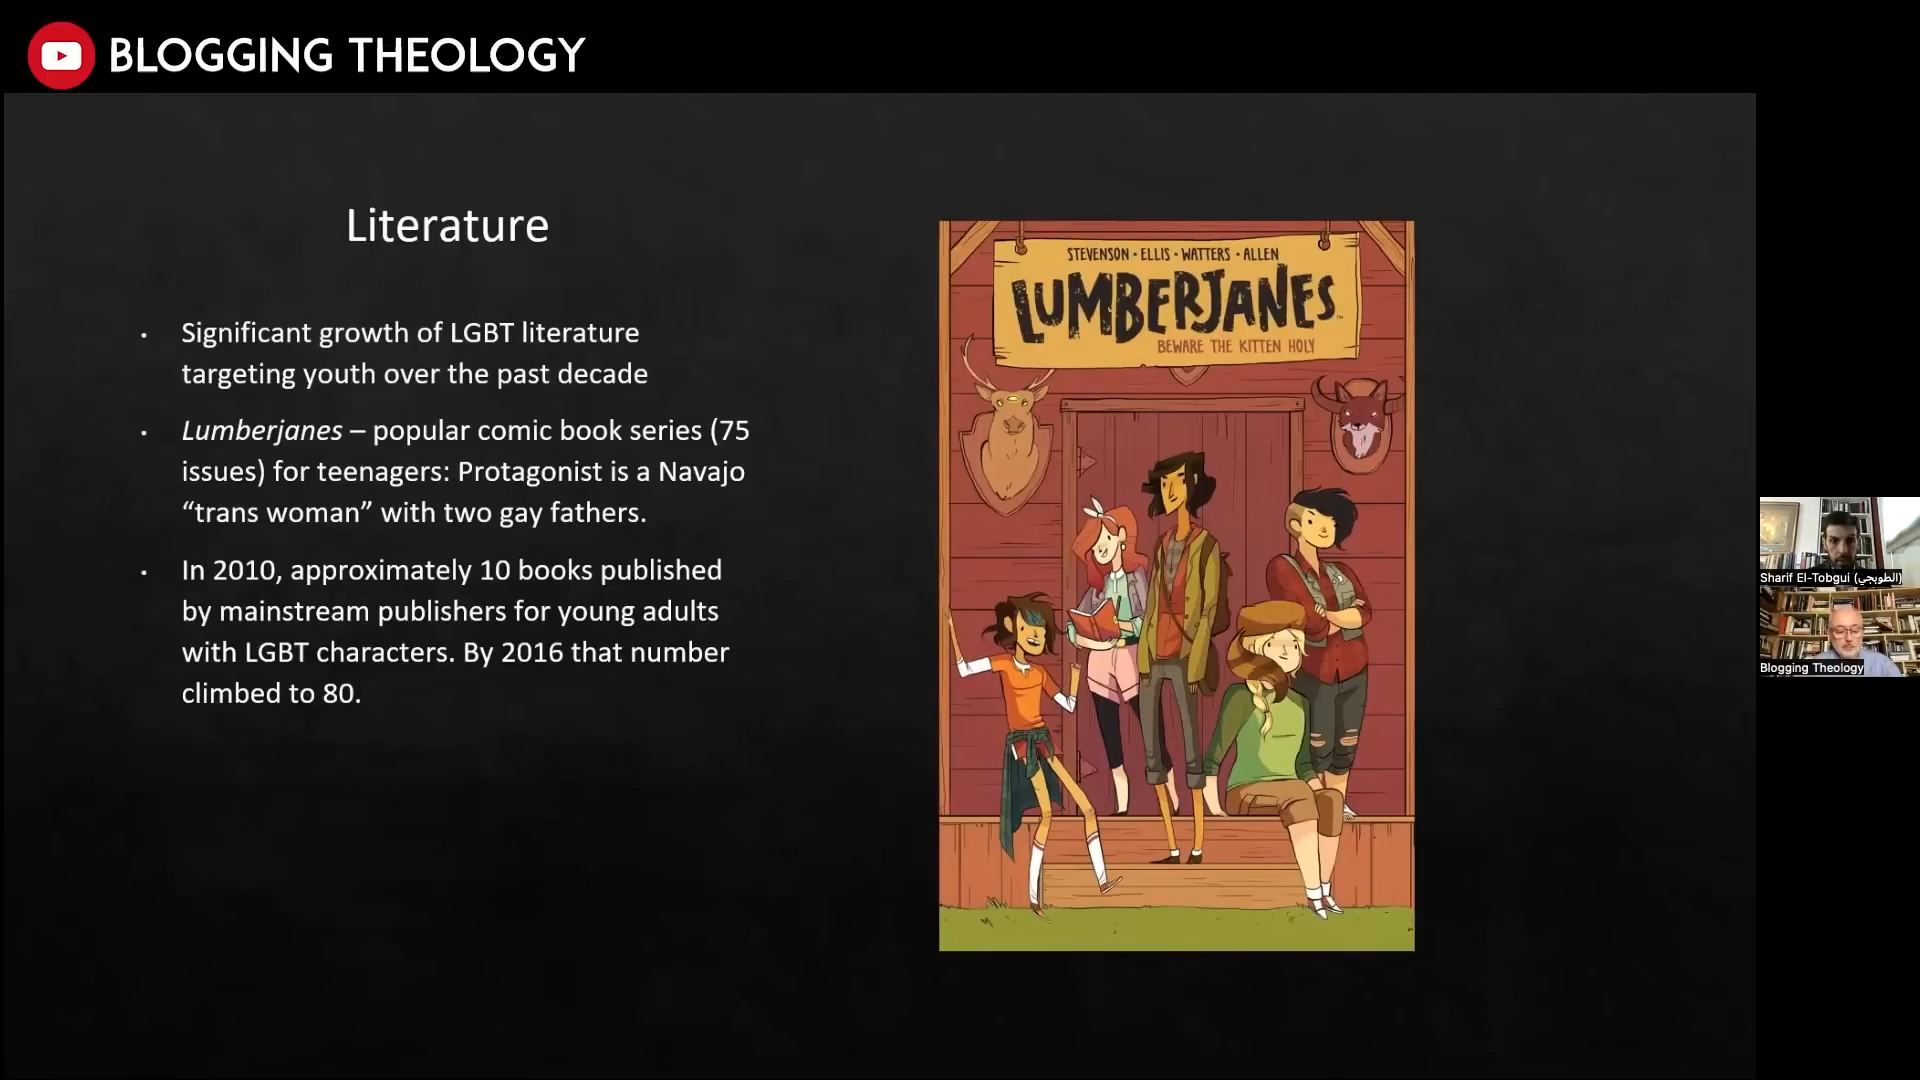 BLOGGING THEOLOGY
Literature
· Significant growth of LGBT literature
targeting youth over the past decade
· Lumberjanes – popular comic book series (75
issues) for teenagers: Protagonist is a Navajo
“trans woman” with two gay fathers.
· In 2010, approximately 10 books published
by mainstream publishers for young adults
with LGBT characters. By 2016 that number
climbed to 80.
STEVENSON · ELLIS · WATTERS · ALLEN
LUMBERJANES™
BEWARE THE KITTEN HOLY
Sharif El-Tobgui (الطوبجي)
Blogging Theology